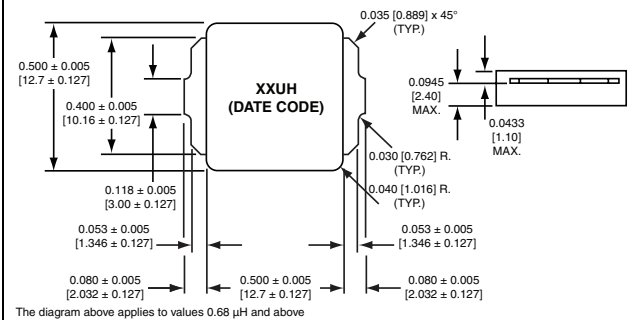 0.035 [0.889] x 45°
(TYP.)
0.500 ± 0.005
[12.7 ± 0.127]
0.400 ± 0.005
[10.16 ± 0.127]
XXUH
(DATE CODE)
0.0945
[2.40]
MAX.
0.0433
[1.10]
MAX.
0.030 [0.762] R.
(TYP.)
0.118 ± 0.005
[3.00 ± 0.127]
0.040 [1.016] R.
(TYP.)
0.053 ± 0.005
[1.346 ± 0.127]
0.053 ± 0.005
[1.346 ± 0.127]
0.080 ± 0.005
[2.032 ± 0.127]
0.500 ± 0.005
[12.7 ± 0.127]
0.080 ± 0.005
[2.032 ± 0.127]
The diagram above applies to values 0.68 µH and above